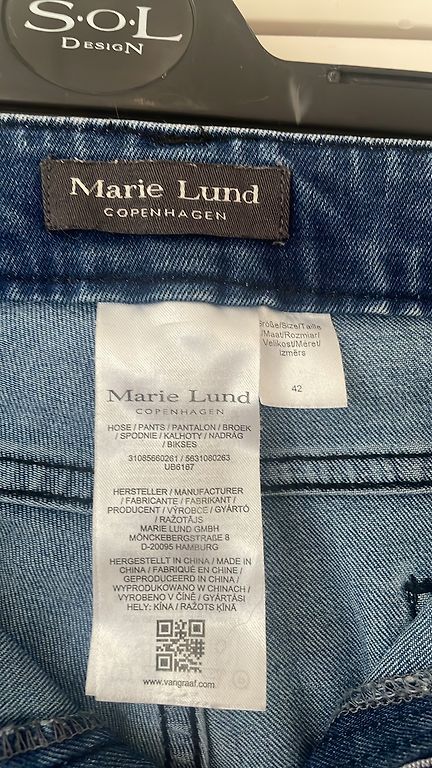 S·O·L
DESIGN
Marie Lund
COPENHAGEN
Größe/Size/Taille
/Maat/Rozmiar/
Velikost/Méret/
Izmērs
42
Marie Lund
COPENHAGEN
HOSE / PANTS / PANTALON / BROEK
/ SPODNIE / KALHOTY / NADRÁG
/ BIKSES
31085660261 / 5631080263
UB6167
HERSTELLER / MANUFACTURER
/ FABRICANTE / FABRIKANT /
PRODUCENT / VÝROBCE / GYÁRTÓ
/ RAŽOTĀJS
MARIE LUND GMBH
MÖNCKEBERGSTRAßE 8
D-20095 HAMBURG
HERGESTELLT IN CHINA / MADE IN
CHINA / FABRIQUÉ EN CHINE /
GEPRODUCEERD IN CHINA /
WYPRODUKOWANO W CHINACH /
VYROBENO V ČÍNĚ / GYÁRTÁSI
HELY: KÍNA / RAŽOTS ĶĪNĀ
www.vangraaf.com